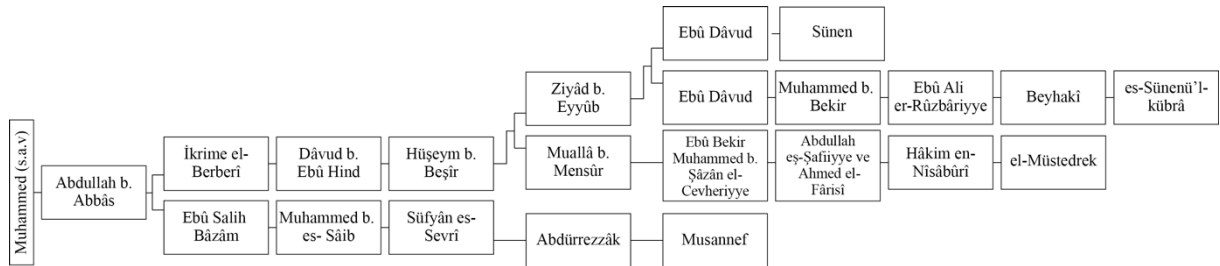 Muhammed (s.a.v)
Abdullah b.
Abbâs
İkrime el-
Berberî
Dâvud b.
Ebû Hind
Hüşeym b.
Beşîr
Ziyâd b.
Eyyûb
Ebû Dâvud
Sünen
Ebû Dâvud
Muhammed b.
Bekir
Ebû Ali
er-Rûzbâriyye
Beyhakî
es-Sünenü’l-
kübrâ
Muallâ b.
Mensûr
Ebû Bekir
Muhammed b.
Şâzân el-
Cevheriyye
Abdullah
eş-Şafiiyye ve
Ahmed el-
Fârisî
Hâkim en-
Nîsâbûrî
el-Müstedrek
Ebû Salih
Bâzâm
Muhammed b.
es- Sâib
Süfyân es-
Sevrî
Abdürrezzâk
Musannef